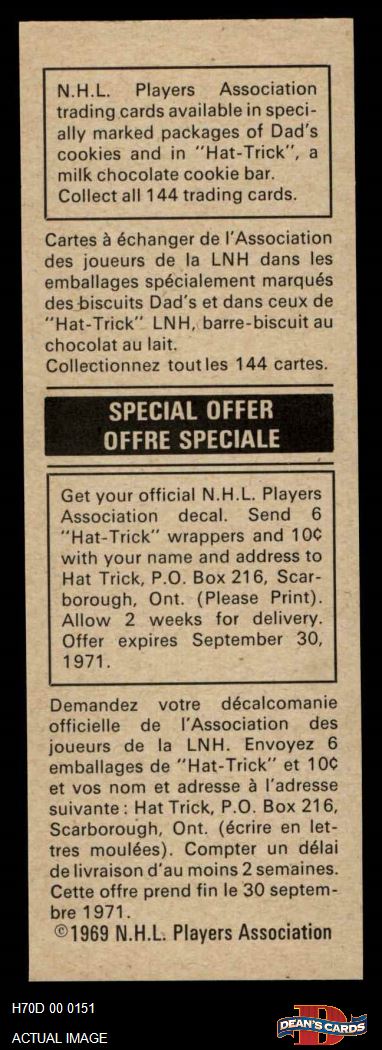 N.H.L. Players Association
trading cards available in speci-
ally marked packages of Dad's
cookies and in "Hat-Trick", a
milk chocolate cookie bar.
Collect all 144 trading cards.
Cartes à échanger de l'Association
des joueurs de la LNH dans les
emballages spécialement marqués
des biscuits Dad's et dans ceux de
"Hat-Trick" LNH, barre-biscuit au
chocolat au lait.
Collectionnez toutles 144 cartes.
SPECIAL OFFER
OFFRE SPECIALE
Get your official N.H.L. Players
Association decal. Send 6
"Hat-Trick" wrappers and 10¢
with your name and address to
Hat Trick, P.O. Box 216, Scar-
borough, Ont. (Please Print).
Allow 2 weeks for delivery.
Offer expires September 30,
1971.
Demandez votre décalcomanie
officielle de l'Association des
joueurs de la LNH. Envoyez 6
emballages de "Hat-Trick" et 10¢
et vos nom et adresse à l'adresse
suivante : Hat Trick, P.O. Box 216,
Scarborough, Ont. (écrire en let-
tres moulées). Compter un délai
de livraison d'au moins 2 semaines.
Cette offre prend fin le 30 septem-
bre 1971.
©1969 N.H.L. Players Association
H70D 00 0151
ACTUAL IMAGE
D
DEAN'S CARDS